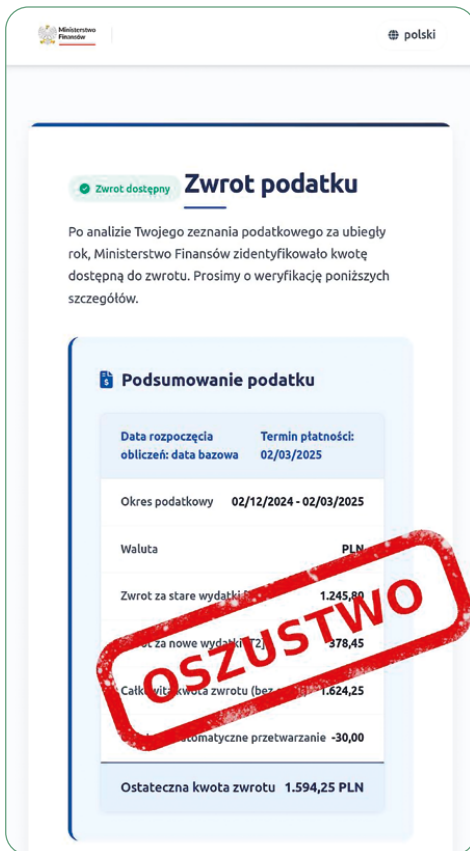 Ministerstwo
Finansów
polski
Zwrot dostępny Zwrot podatku
Po analizie Twojego zeznania podatkowego za ubiegły
rok, Ministerstwo Finansów zidentyfikowało kwotę
dostępną do zwrotu. Prosimy o weryfikację poniższych
szczegółów.
Podsumowanie podatku
Data rozpoczęcia
obliczeń: data bazowa
Termin płatności:
02/03/2025
Okres podatkowy 02/12/2024 - 02/03/2025
Waluta PLN
Zwrot za stare wydatki 1.245,80
za nowe wydatki 378,45
Całkowita kwota zwrotu 1.624,25
przetwarzanie -30,00
Ostateczna kwota zwrotu 1.594,25 PLN
OSZUSTWO